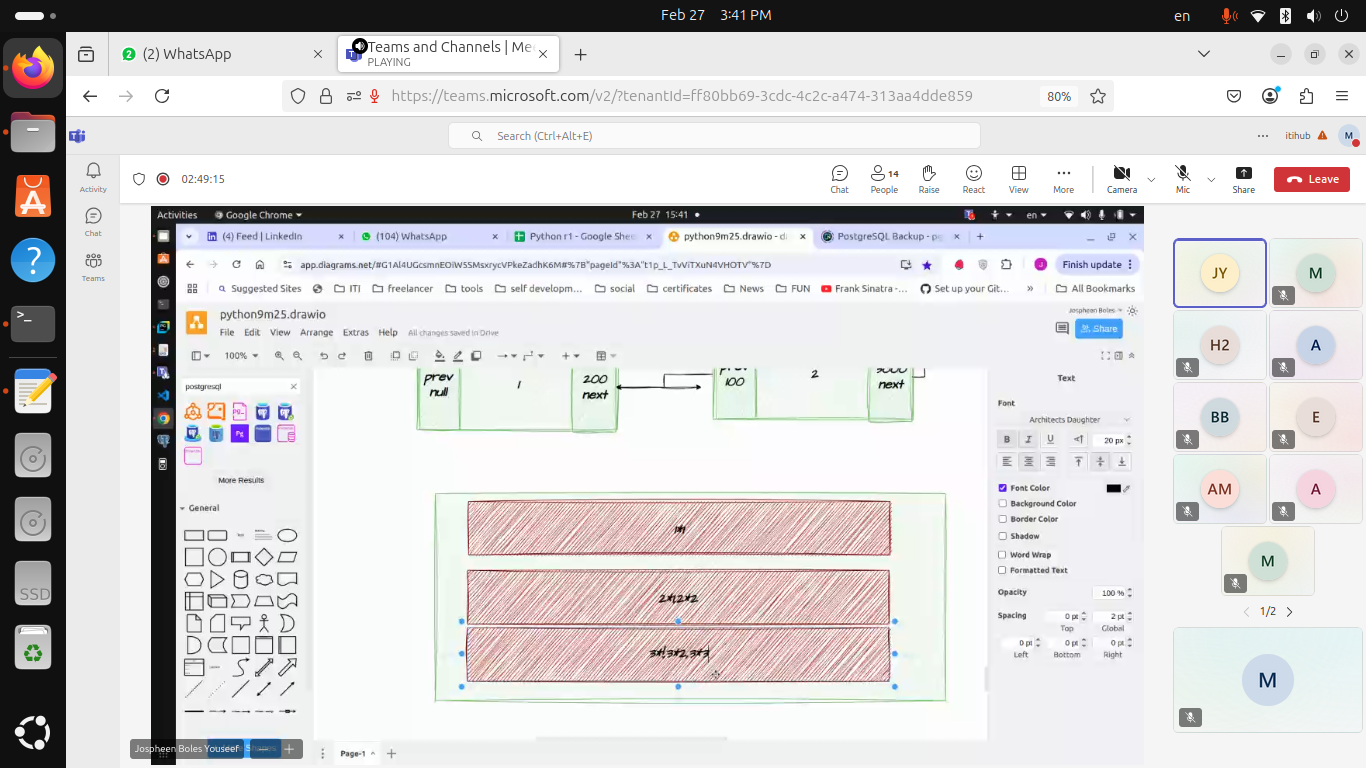 Feb 27 3:41 PM
en
(2) WhatsApp
Teams and Channels | Me
PLAYING
https://teams.microsoft.com/v2/?tenantId=ff80bb69-3cdc-4c2c-a474-313aa4dde859
80%
Search (Ctrl+Alt+E)
itihub
M
Activity
Chat
Teams
02:49:15
Chat
14
People
Raise
React
View
More
Camera
Mic
Share
Leave
Activities
Google Chrome
Feb 27 15:41
en
(4) Feed | LinkedIn
(104) WhatsApp
Python r1 - Google Shee
python9m25.drawio - d
PostgreSQL Backup - pg
app.diagrams.net/#G1Al4UGcsmnEOiW5SMsxrycVPkeZadhK6M#%7B"pageId"%3A"t1p_L_TvViTXuN4VHOTV"%7D
Finish update
Suggested Sites
ITI
freelancer
tools
self developm...
social
certificates
News
FUN
Frank Sinatra -...
Set up your Git...
All Bookmarks
python9m25.drawio
File Edit View Arrange Extras Help All changes saved in Drive
Jospheen Boles
Share
100%
postgresql
More Results
General
prev
null
1
200
next
prev
100
2
next
1*1
2*1,2*2
3*1,3*2,3*3
Text
Font
Architects Daughter
B I U 20 px
Font Color
Background Color
Border Color
Shadow
Word Wrap
Formatted Text
Opacity 100 %
Spacing 0 pt 2 pt
Top Global
0 pt 0 pt 0 pt
Left Bottom Right
Page-1
Jospheen Boles Youseef
JY
M
H2
A
BB
E
AM
A
M
1/2
M
SSD